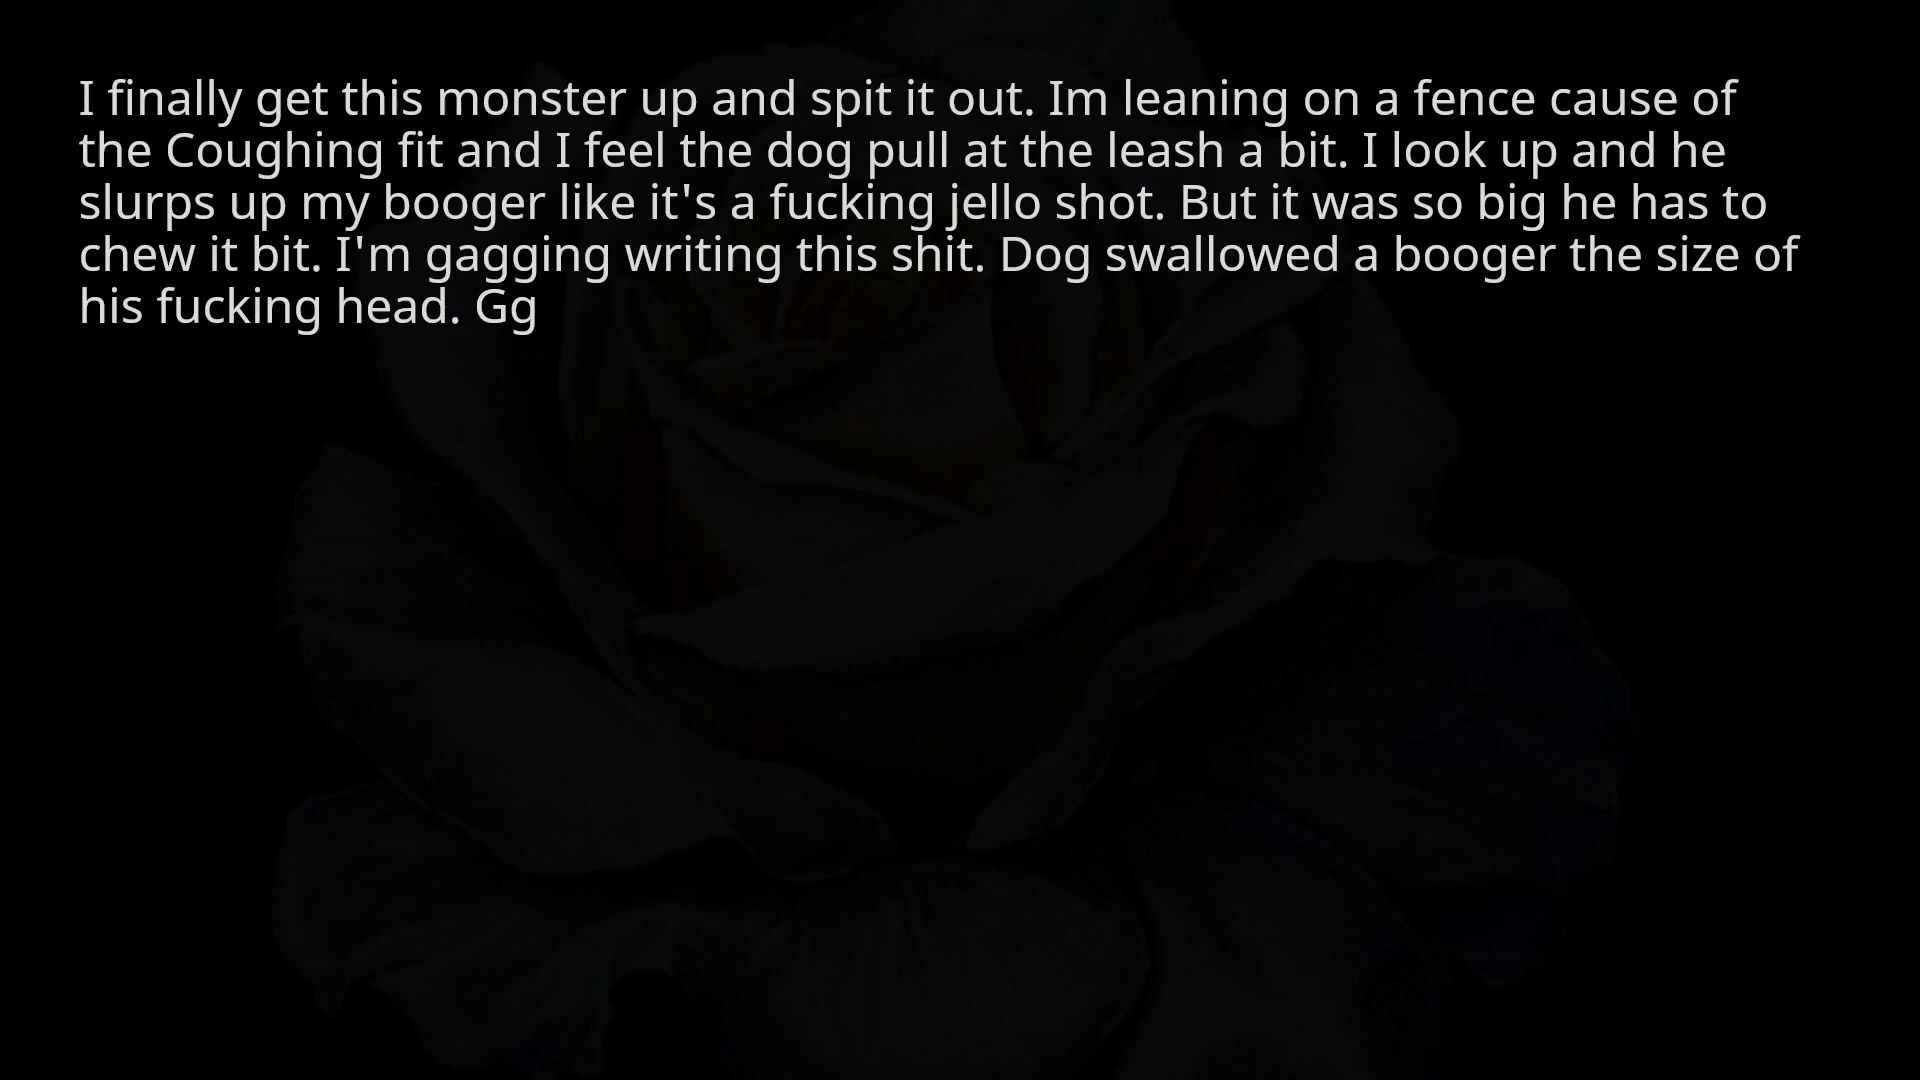 I finally get this monster up and spit it out. Im leaning on a fence cause of
the Coughing fit and I feel the dog pull at the leash a bit. I look up and he
slurps up my booger like it's a fucking jello shot. But it was so big he has to
chew it bit. I'm gagging writing this shit. Dog swallowed a booger the size of
his fucking head. Gg